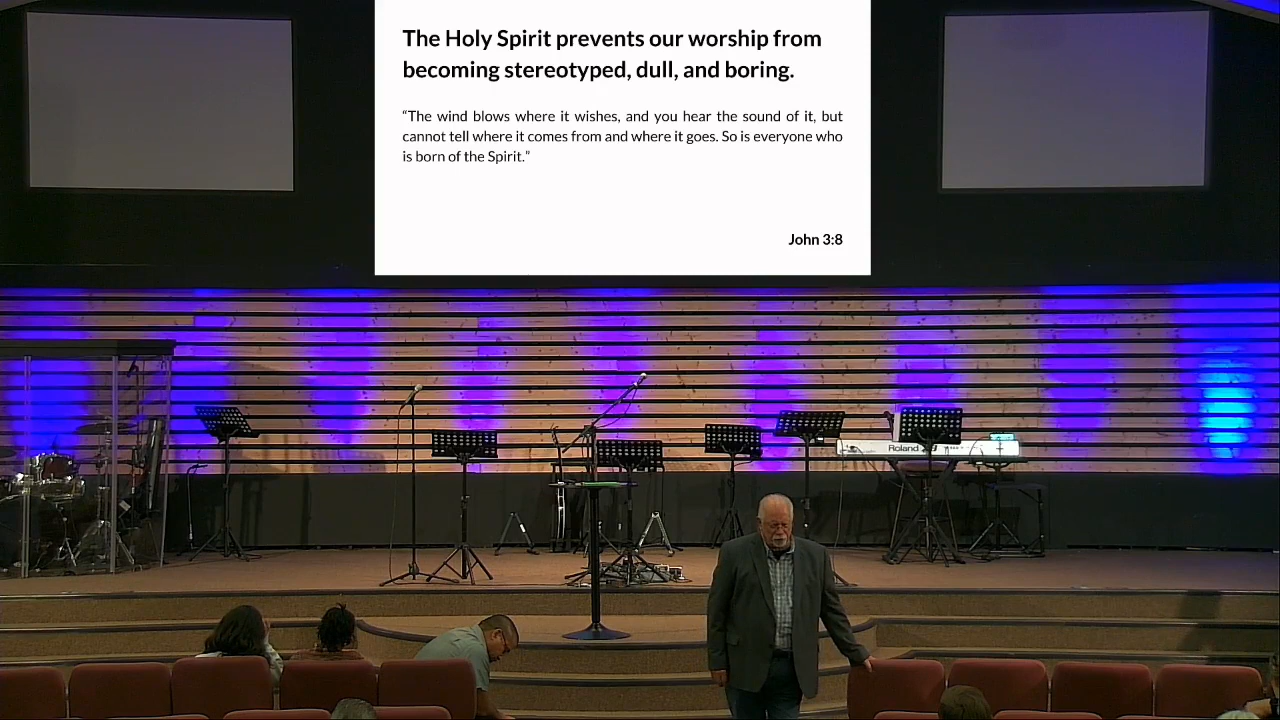 The Holy Spirit prevents our worship from
becoming stereotyped, dull, and boring.
“The wind blows where it wishes, and you hear the sound of it, but
cannot tell where it comes from and where it goes. So is everyone who
is born of the Spirit.”
John 3:8
Roland